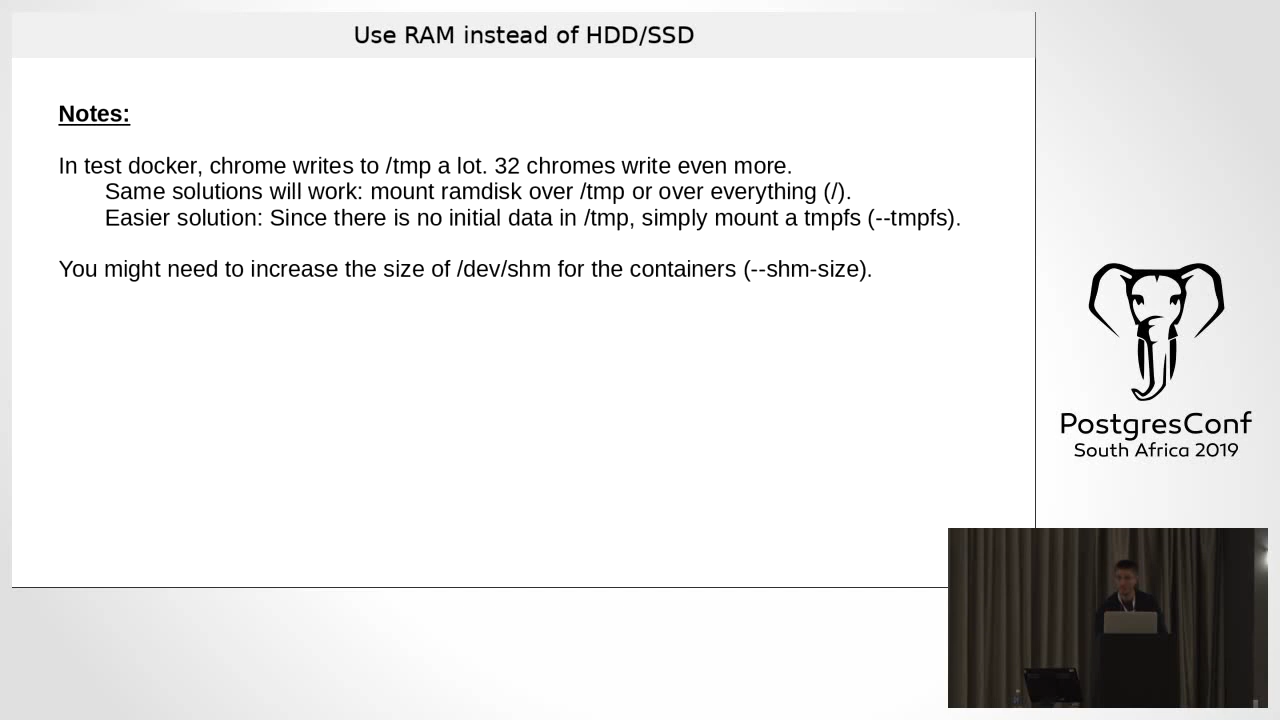 Use RAM instead of HDD/SSD
Notes:
In test docker, chrome writes to /tmp a lot. 32 chromes write even more.
Same solutions will work: mount ramdisk over /tmp or over everything (/).
Easier solution: Since there is no initial data in /tmp, simply mount a tmpfs (--tmpfs).
You might need to increase the size of /dev/shm for the containers (--shm-size).
PostgresConf
South Africa 2019